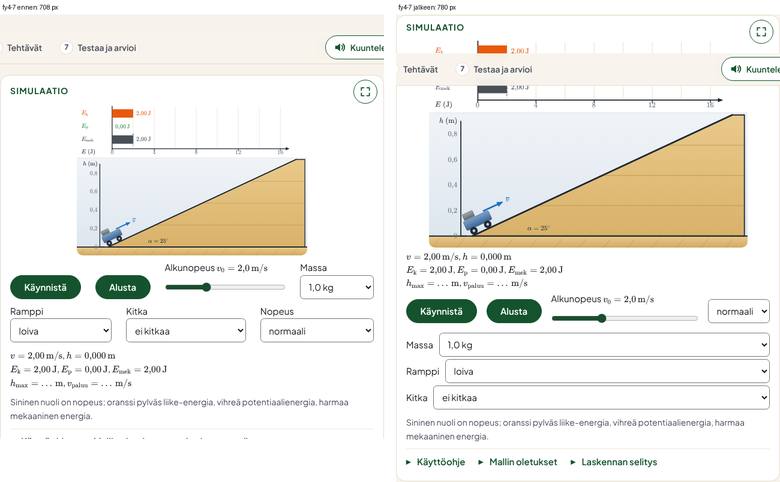 fy4-7 ennen: 708 px
Tehtävät
7
Testaa ja arvioi
Kuuntele
SIMULAATIO
Ek
2,00 J
Ep
0,00 J
Emek
2,00 J
E (J)
0
4
8
12
16
h (m)
0,8
0,6
0,4
0,2
v
α = 25°
Käynnistä
Alusta
Alkunopeus v0 = 2,0 m/s
Massa
1,0 kg
Ramppi
loiva
Kitka
ei kitkaa
Nopeus
normaali
v = 2,00 m/s, h = 0,000 m
Ek = 2,00 J, Ep = 0,00 J, Emek = 2,00 J
hmax = … m, vpaluu = … m/s
Sininen nuoli on nopeus; oranssi pylväs liike-energia, vihreä potentiaalienergia, harmaa
mekaaninen energia.
fy4-7 jalkeen: 780 px
SIMULAATIO
Ek
2,00 J
Tehtävät
7
Testaa ja arvioi
Kuuntele
Emek
2,00 J
E (J)
0
4
8
12
16
h (m)
0,8
0,6
0,4
0,2
0
v
α = 25°
v = 2,00 m/s, h = 0,000 m
Ek = 2,00 J, Ep = 0,00 J, Emek = 2,00 J
hmax = … m, vpaluu = … m/s
Käynnistä
Alusta
Alkunopeus v0 = 2,0 m/s
normaali
Massa
1,0 kg
Ramppi
loiva
Kitka
ei kitkaa
Sininen nuoli on nopeus; oranssi pylväs liike-energia, vihreä potentiaalienergia, harmaa
mekaaninen energia.
Käyttöohje
Mallin oletukset
Laskennan selitys